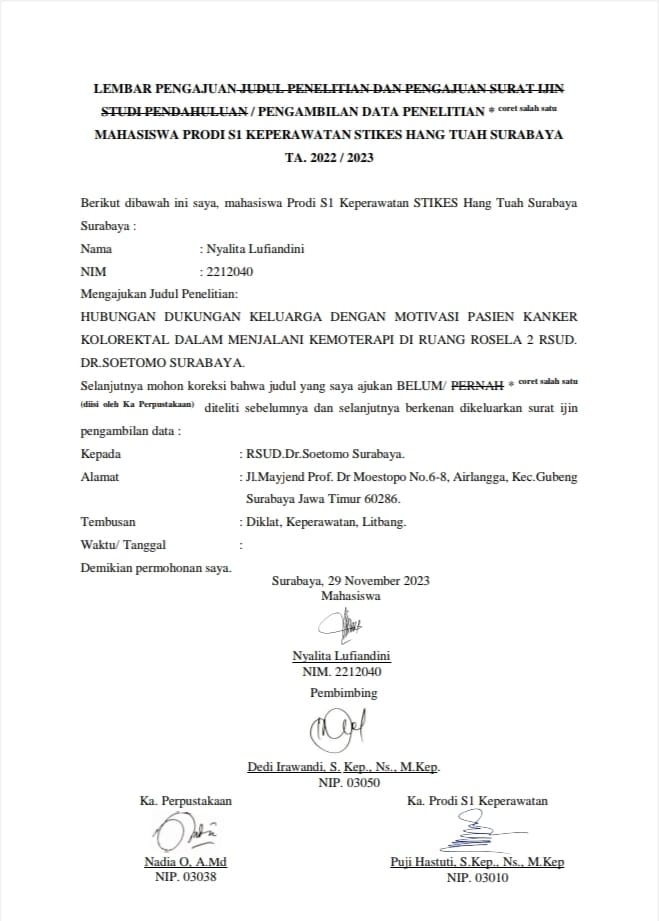 LEMBAR PENGAJUAN JUDUL PENELITIAN DAN PENGAJUAN SURAT IJIN
STUDI PENDAHULUAN / PENGAMBILAN DATA PENELITIAN * coret salah satu
MAHASISWA PRODI S1 KEPERAWATAN STIKES HANG TUAH SURABAYA
TA. 2022 / 2023
Berikut dibawah ini saya, mahasiswa Prodi S1 Keperawatan STIKES Hang Tuah Surabaya
Surabaya :
Nama : Nyalita Lufiandini
NIM : 2212040
Mengajukan Judul Penelitian:
HUBUNGAN DUKUNGAN KELUARGA DENGAN MOTIVASI PASIEN KANKER
KOLOREKTAL DALAM MENJALANI KEMOTERAPI DI RUANG ROSELA 2 RSUD.
DR.SOETOMO SURABAYA.
Selanjutnya mohon koreksi bahwa judul yang saya ajukan BELUM/ PERNAH * coret salah satu
(diisi oleh Ka Perpustakaan) diteliti sebelumnya dan selanjutnya berkenan dikeluarkan surat ijin
pengambilan data :
Kepada : RSUD.Dr.Soetomo Surabaya.
Alamat : Jl.Mayjend Prof. Dr Moestopo No.6-8, Airlangga, Kec.Gubeng
Surabaya Jawa Timur 60286.
Tembusan : Diklat, Keperawatan, Litbang.
Waktu/ Tanggal :
Demikian permohonan saya.
Surabaya, 29 November 2023
Mahasiswa
Nyalita Lufiandini
NIM. 2212040
Pembimbing
Dedi Irawandi, S. Kep., Ns., M.Kep.
NIP. 03050
Ka. Perpustakaan Ka. Prodi S1 Keperawatan
Nadia O, A.Md Puji Hastuti, S.Kep., Ns., M.Kep
NIP. 03038 NIP. 03010